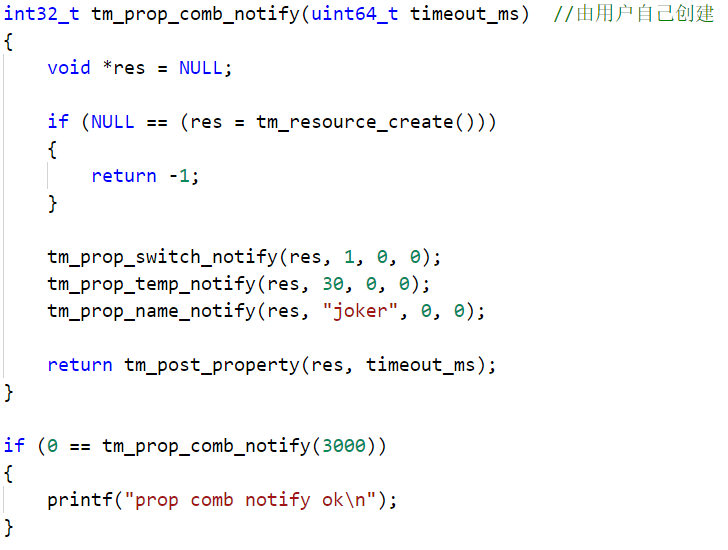 int32_t tm_prop_comb_notify(uint64_t timeout_ms)  //由用户自己创建
{
    void *res = NULL;

    if (NULL == (res = tm_resource_create()))
    {
        return -1;
    }

    tm_prop_switch_notify(res, 1, 0, 0);
    tm_prop_temp_notify(res, 30, 0, 0);
    tm_prop_name_notify(res, "joker", 0, 0);

    return tm_post_property(res, timeout_ms);
}

if (0 == tm_prop_comb_notify(3000))
{
    printf("prop comb notify ok\n");
}